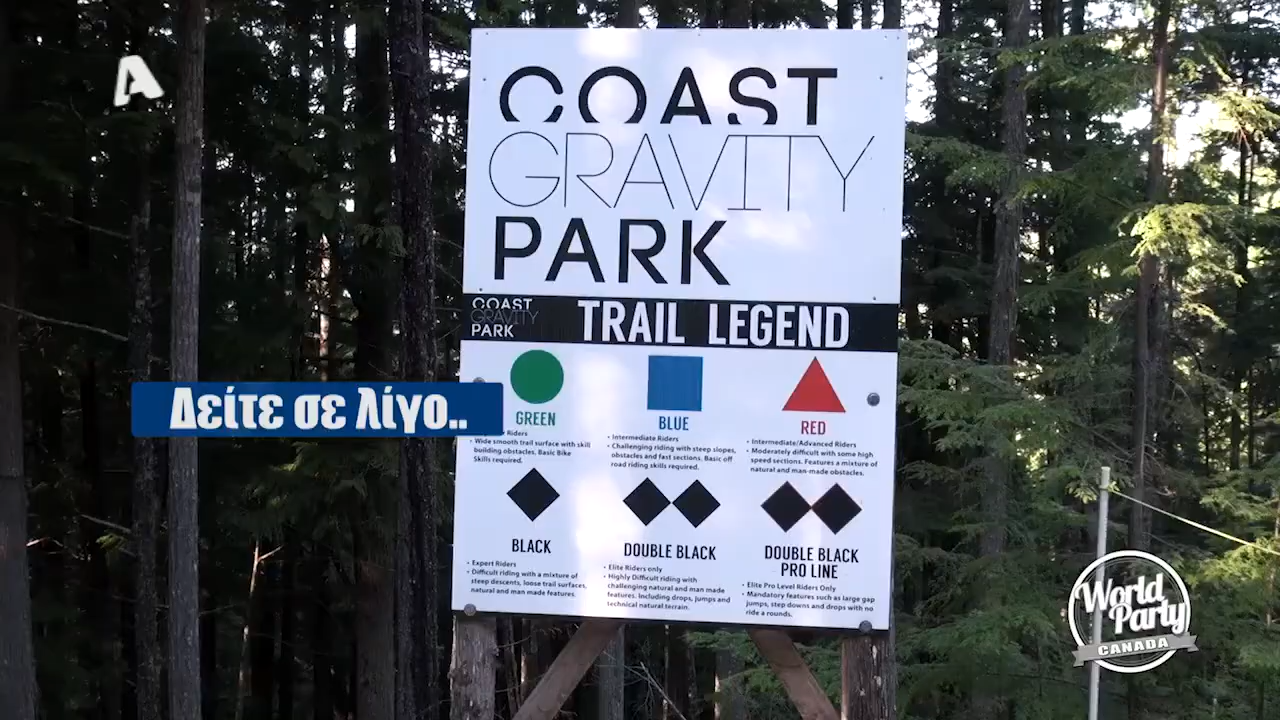 A
COAST
GRAVITY
PARK
COAST
GRAVITY
PARK
TRAIL LEGEND
Δείτε σε λίγο..
GREEN
Riders
• Wide smooth trail surface with skill
building obstacles. Basic Bike
Skills required.
BLUE
• Intermediate Riders
• Challenging riding with steep slopes,
obstacles and fast sections. Basic off
road riding skills required.
RED
• Intermediate/Advanced Riders
• Moderately difficult with some high
speed sections. Features a mixture of
natural and man-made obstacles.
BLACK
• Expert Riders
• Difficult riding with a mixture of
steep descents, loose trail surfaces,
natural and man made features.
DOUBLE BLACK
• Elite Riders only
• Highly Difficult riding with
challenging natural and man made
features. Including drops, jumps and
technical natural terrain.
DOUBLE BLACK
PRO LINE
• Elite Pro Level Riders Only
• Mandatory features such as large gap
jumps, step downs and drops with no
ride a rounds.
World
Party
CANADA